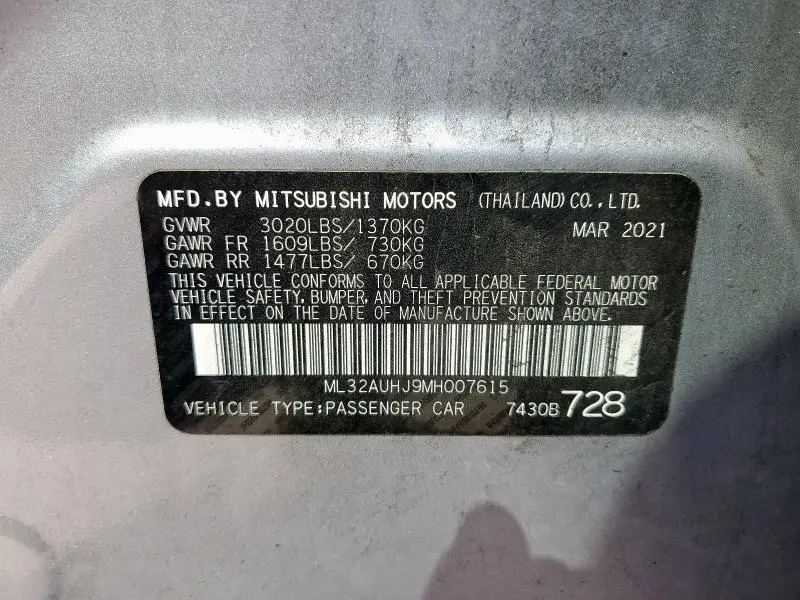 MFD.BY MITSUBISHI MOTORS (THAILAND) CO., LTD.
GVWR 3020LBS/1370KG MAR 2021
GAWR FR 1609LBS/ 730KG
GAWR RR 1477LBS/ 670KG
THIS VEHICLE CONFORMS TO ALL APPLICABLE FEDERAL MOTOR
VEHICLE SAFETY, BUMPER, AND THEFT PREVENTION STANDARDS
IN EFFECT ON THE DATE OF MANUFACTURE SHOWN ABOVE.
ML32AUHJ9MH007615
VEHICLE TYPE:PASSENGER CAR 7430B 728